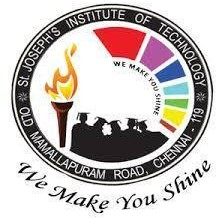 ST. JOSEPH'S INSTITUTE OF TECHNOLOGY
OLD MAMALLAPURAM ROAD, CHENNAI - 119
WE MAKE YOU SHINE
We Make You Shine